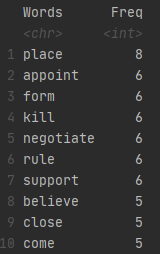 Words Freq
<chr> <int>
1 place 8
2 appoint 6
3 form 6
4 kill 6
5 negotiate 6
6 rule 6
7 support 6
8 believe 5
9 close 5
10 come 5